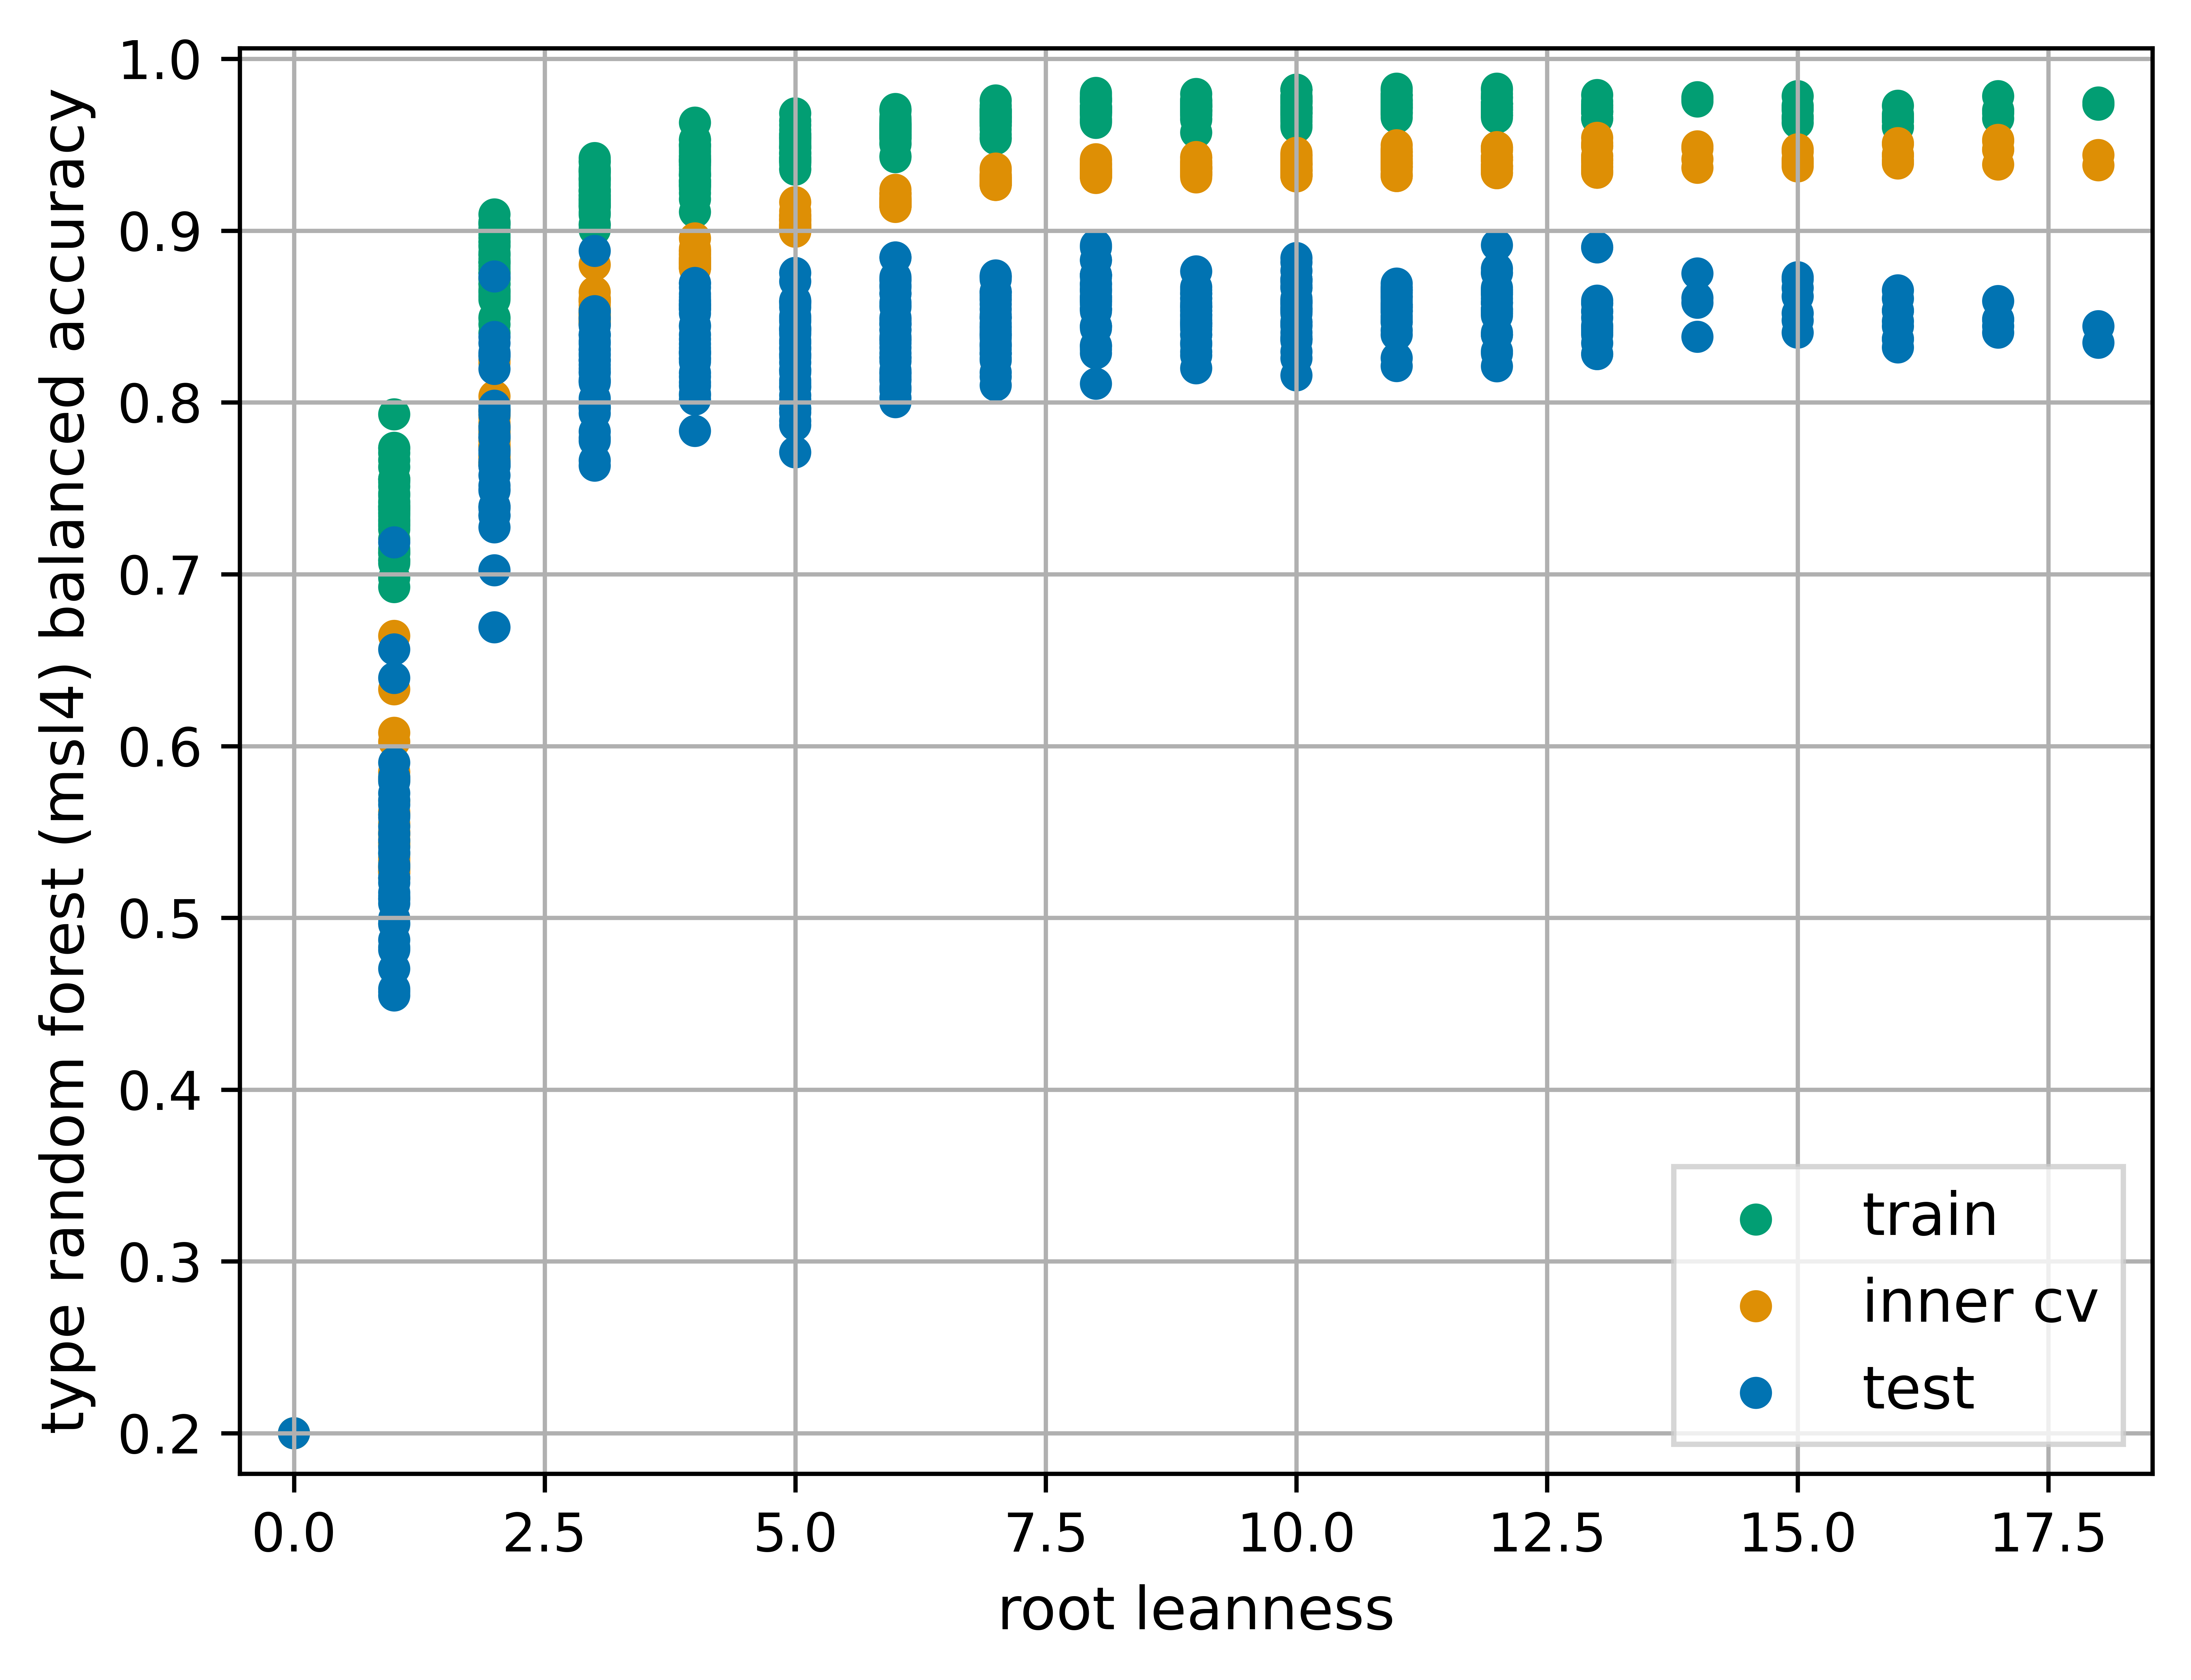 type random forest (msl4) balanced accuracy
1.0
0.9
0.8
0.7
0.6
0.5
0.4
0.3
0.2
train
inner cv
test
0.0 2.5 5.0 7.5 10.0 12.5 15.0 17.5
root leanness